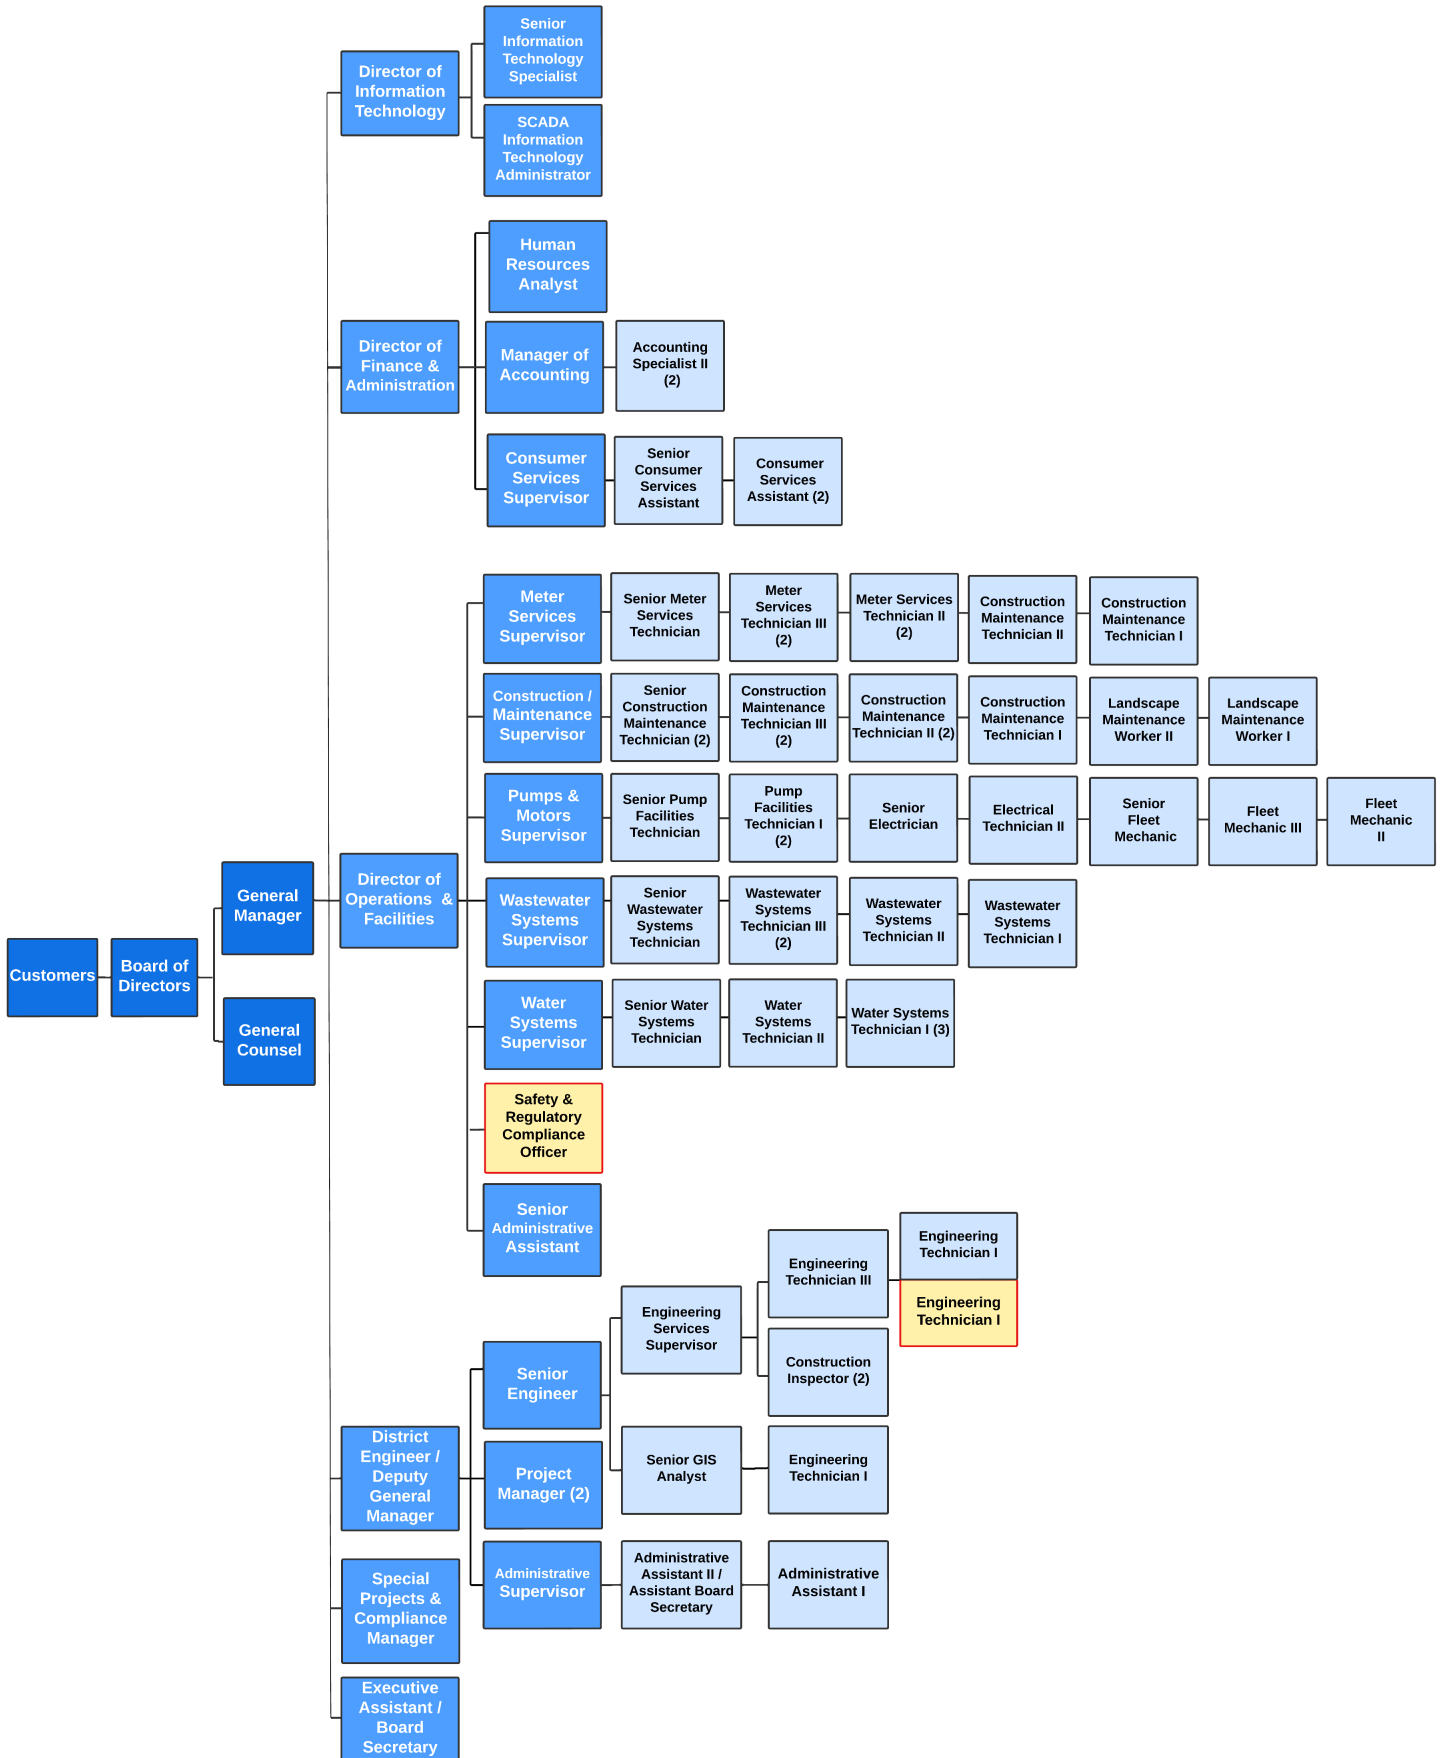 Senior
Information
Technology
Specialist
Director of
Information
Technology
SCADA
Information
Technology
Administrator
Human
Resources
Analyst
Director of
Finance &
Administration
Manager of
Accounting
Accounting
Specialist II
(2)
Consumer
Services
Supervisor
Senior
Consumer
Services
Assistant
Consumer
Services
Assistant (2)
Meter
Services
Supervisor
Senior Meter
Services
Technician
Meter
Services
Technician III
(2)
Meter Services
Technician II
(2)
Construction
Maintenance
Technician II
Construction
Maintenance
Technician I
Construction /
Maintenance
Supervisor
Senior
Construction
Maintenance
Technician (2)
Construction
Maintenance
Technician III
(2)
Construction
Maintenance
Technician II (2)
Construction
Maintenance
Technician I
Landscape
Maintenance
Worker II
Landscape
Maintenance
Worker I
Pumps &
Motors
Supervisor
Senior Pump
Facilities
Technician
Pump
Facilities
Technician I
(2)
Senior
Electrician
Electrical
Technician II
Senior
Fleet
Mechanic
Fleet
Mechanic III
Fleet
Mechanic
II
Customers
Board of
Directors
General
Manager
General
Counsel
Director of
Operations &
Facilities
Wastewater
Systems
Supervisor
Senior
Wastewater
Systems
Technician
Wastewater
Systems
Technician III
(2)
Wastewater
Systems
Technician II
Wastewater
Systems
Technician I
Water
Systems
Supervisor
Senior Water
Systems
Technician
Water
Systems
Technician II
Water Systems
Technician I (3)
Safety &
Regulatory
Compliance
Officer
Senior
Administrative
Assistant
District
Engineer /
Deputy
General
Manager
Senior
Engineer
Engineering
Services
Supervisor
Engineering
Technician III
Engineering
Technician I
Engineering
Technician I
Construction
Inspector (2)
Senior GIS
Analyst
Engineering
Technician I
Project
Manager (2)
Administrative
Supervisor
Administrative
Assistant II /
Assistant Board
Secretary
Administrative
Assistant I
Special
Projects &
Compliance
Manager
Executive
Assistant /
Board
Secretary